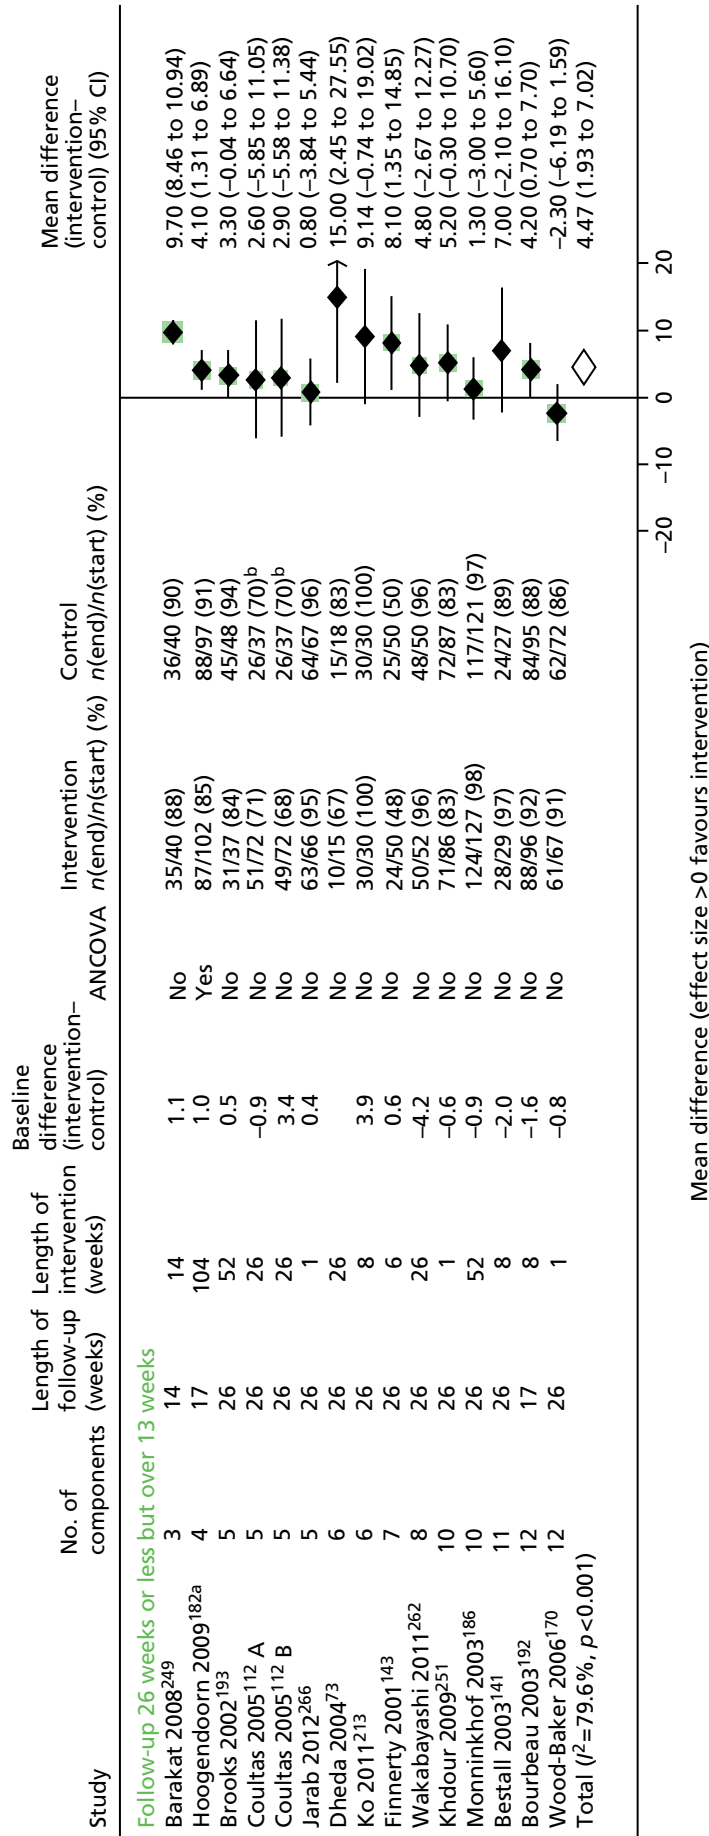 Study No. of components Length of follow-up (weeks) Length of intervention (weeks) Baseline difference (intervention–control) ANCOVA Intervention n(end)/n(start) (%) Control n(end)/n(start) (%) Mean difference (intervention–control) (95% CI)
Follow-up 26 weeks or less but over 13 weeks
Barakat 2008249 3 14 14 1.1 No 35/40 (88) 36/40 (90) 9.70 (8.46 to 10.94)
Hoogendoorn 2009182a 4 17 104 1.0 Yes 87/102 (85) 88/97 (91) 4.10 (1.31 to 6.89)
Brooks 2002193 5 26 52 0.5 No 31/37 (84) 45/48 (94) 3.30 (–0.04 to 6.64)
Coultas 2005112 A 5 26 26 –0.9 No 51/72 (71) 26/37 (70)b 2.60 (–5.85 to 11.05)
Coultas 2005112 B 5 26 26 3.4 No 49/72 (68) 26/37 (70)b 2.90 (–5.58 to 11.38)
Jarab 2012266 5 26 1 0.4 No 63/66 (95) 64/67 (96) 0.80 (–3.84 to 5.44)
Dheda 200473 6 26 26 No 10/15 (67) 15/18 (83) 15.00 (2.45 to 27.55)
Ko 2011213 6 26 8 3.9 No 30/30 (100) 30/30 (100) 9.14 (–0.74 to 19.02)
Finnerty 2001143 7 26 6 0.6 No 24/50 (48) 25/50 (50) 8.10 (1.35 to 14.85)
Wakabayashi 2011262 8 26 26 –4.2 No 50/52 (96) 48/50 (96) 4.80 (–2.67 to 12.27)
Khdour 2009251 10 26 1 –0.6 No 71/86 (83) 72/87 (83) 5.20 (–0.30 to 10.70)
Monninkhof 2003186 10 26 52 –0.9 No 124/127 (98) 117/121 (97) 1.30 (–3.00 to 5.60)
Bestall 2003141 11 26 8 –2.0 No 28/29 (97) 24/27 (89) 7.00 (–2.10 to 16.10)
Bourbeau 2003192 12 17 8 –1.6 No 88/96 (92) 84/95 (88) 4.20 (0.70 to 7.70)
Wood-Baker 2006170 12 26 1 –0.8 No 61/67 (91) 62/72 (86) –2.30 (–6.19 to 1.59)
Total (I2=79.6%, p<0.001) 4.47 (1.93 to 7.02)
–20 –10 0 10 20
Mean difference (effect size >0 favours intervention)